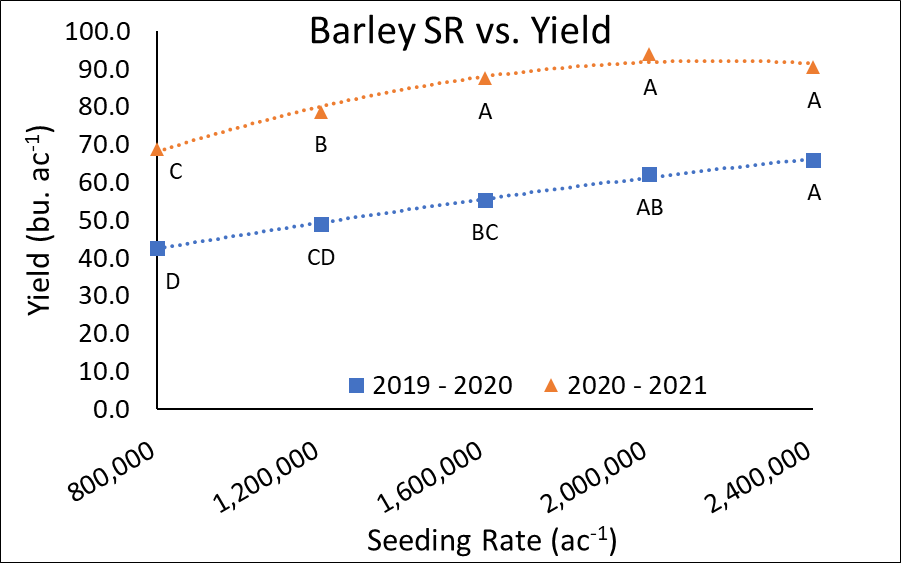 Barley SR vs. Yield
100.0
90.0
80.0
70.0
60.0
50.0
40.0
30.0
20.0
10.0
0.0
Yield (bu. ac⁻¹)
C
B
A
A
A
D
CD
BC
AB
A
2019 - 2020
2020 - 2021
800,000
1,200,000
1,600,000
2,000,000
2,400,000
Seeding Rate (ac⁻¹)